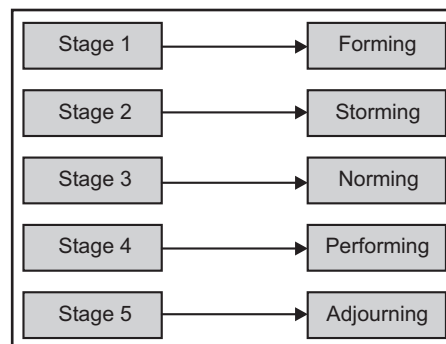 Stage 1 Forming
Stage 2 Storming
Stage 3 Norming
Stage 4 Performing
Stage 5 Adjourning